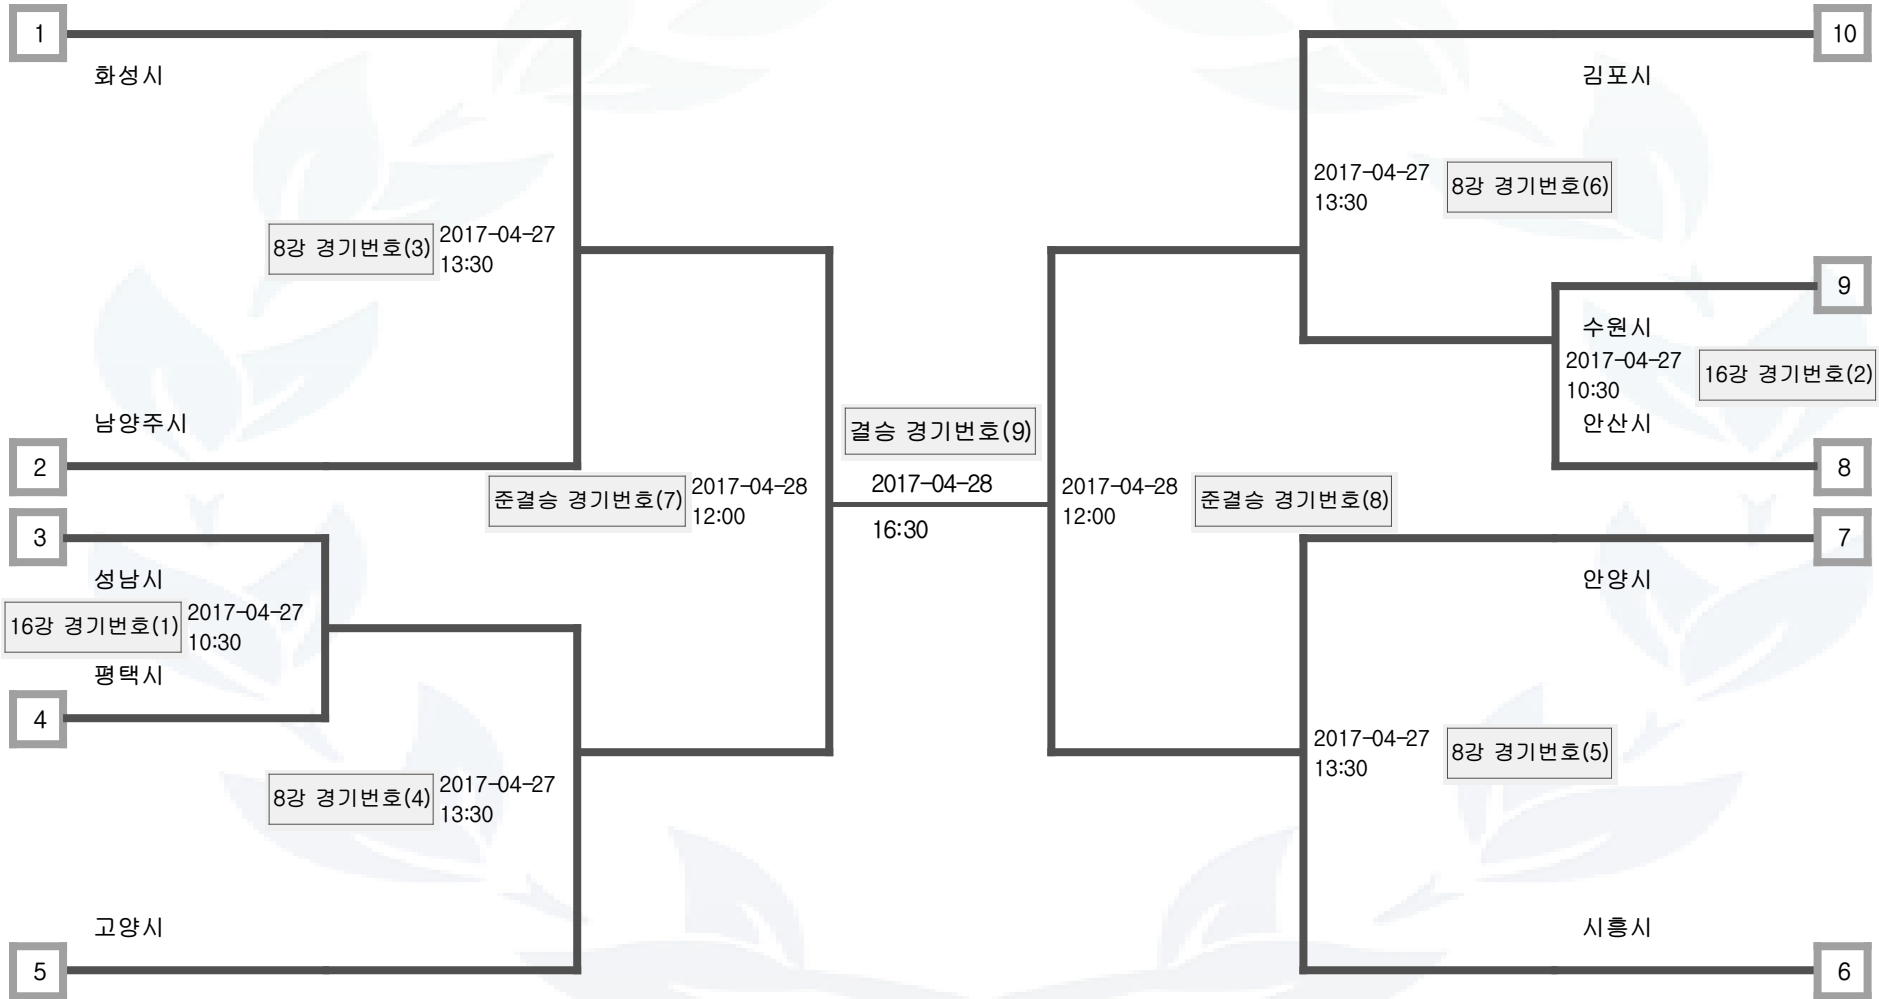 1
화성시
8강 경기번호(3)
2017-04-27
13:30
남양주시
2
준결승 경기번호(7)
2017-04-28
12:00
3
성남시
16강 경기번호(1)
2017-04-27
10:30
평택시
4
8강 경기번호(4)
2017-04-27
13:30
고양시
5
결승 경기번호(9)
2017-04-28
16:30
10
김포시
2017-04-27
13:30
8강 경기번호(6)
9
수원시
2017-04-27
10:30
16강 경기번호(2)
안산시
8
2017-04-28
12:00
준결승 경기번호(8)
7
안양시
2017-04-27
13:30
8강 경기번호(5)
시흥시
6